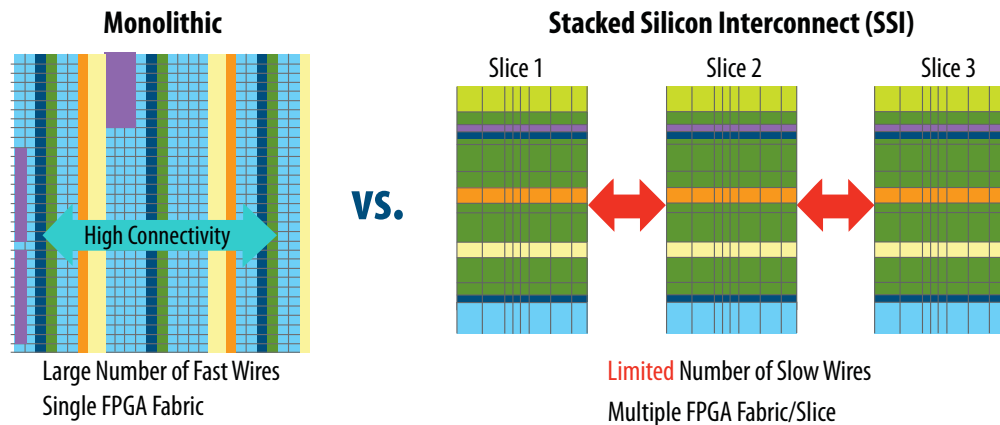 Monolithic
High Connectivity
Large Number of Fast Wires
Single FPGA Fabric
vs.
Stacked Silicon Interconnect (SSI)
Slice 1
Slice 2
Slice 3
Limited Number of Slow Wires
Multiple FPGA Fabric/Slice